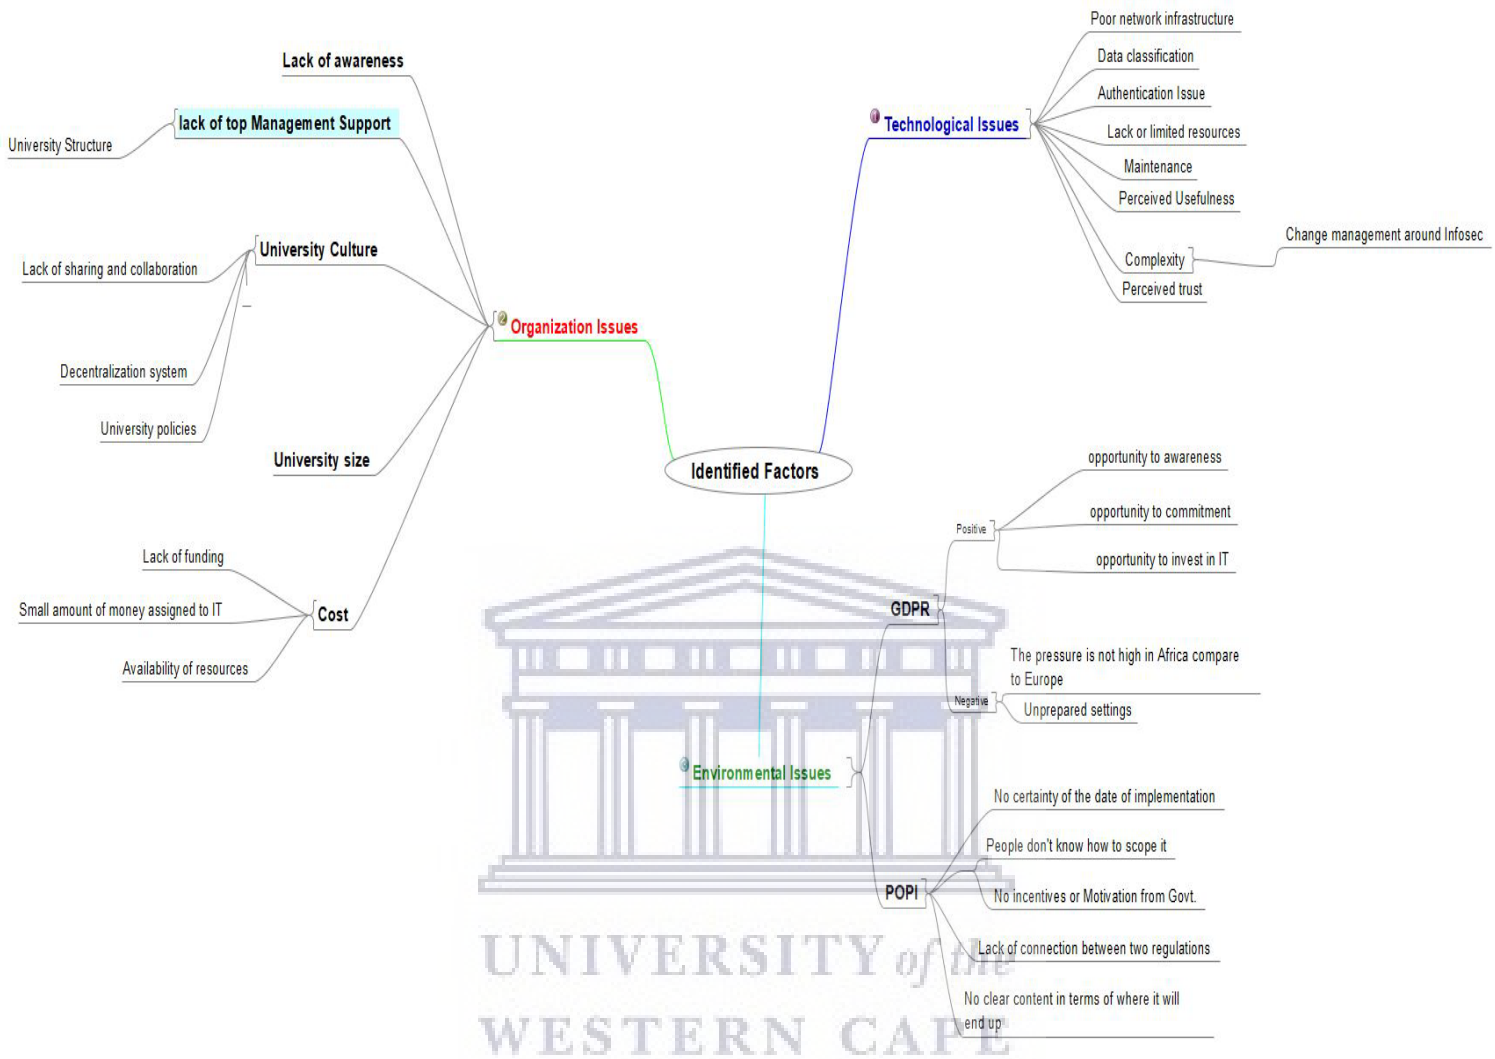 Lack of awareness
lack of top Management Support
University Structure
University Culture
Lack of sharing and collaboration
Decentralization system
University policies
University size
Cost
Lack of funding
Small amount of money assigned to IT
Availability of resources
Organization Issues
Identified Factors
Technological Issues
Poor network infrastructure
Data classification
Authentication Issue
Lack or limited resources
Maintenance
Perceived Usefulness
Complexity
Change management around Infosec
Perceived trust
Environmental Issues
GDPR
Positive
opportunity to awareness
opportunity to commitment
opportunity to invest in IT
Negative
The pressure is not high in Africa compare
to Europe
Unprepared settings
POPI
No certainty of the date of implementation
People don't know how to scope it
No incentives or Motivation from Govt.
Lack of connection between two regulations
No clear content in terms of where it will
end up
UNIVERSITY of the
WESTERN CAPE